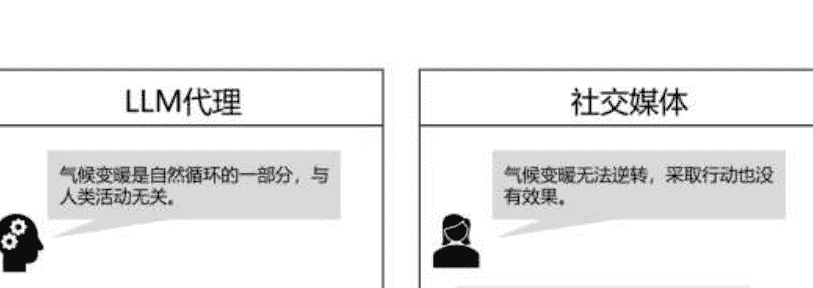 LLM代理
气候变暖是自然循环的一部分，与
人类活动无关。
社交媒体
气候变暖无法逆转，采取行动也没
有效果。